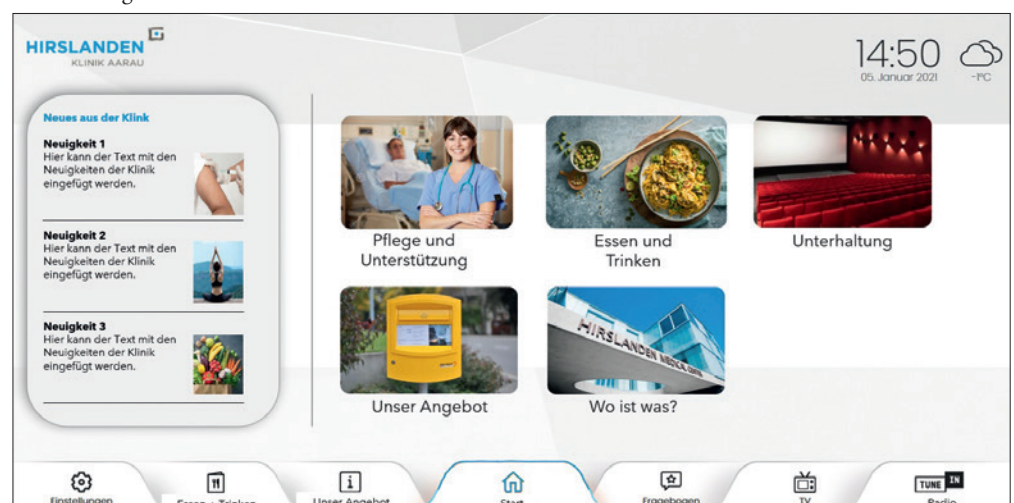 HIRSLANDEN
KLINIK AARAU
14:50
05. Januar 2021
-1°C
Neues aus der Klink
Neuigkeit 1
Hier kann der Text mit den
Neuigkeiten der Klinik
eingefügt werden.
Neuigkeit 2
Hier kann der Text mit den
Neuigkeiten der Klinik
eingefügt werden.
Neuigkeit 3
Hier kann der Text mit den
Neuigkeiten der Klinik
eingefügt werden.
Pflege und
Unterstützung
Essen und
Trinken
Unterhaltung
HIRSLANDEN MEDICAL CENTER
Unser Angebot
Wo ist was?
Einstellungen
Essen + Trinken
Unser Angebot
Start
Fragebogen
TV
TUNE IN
Radio